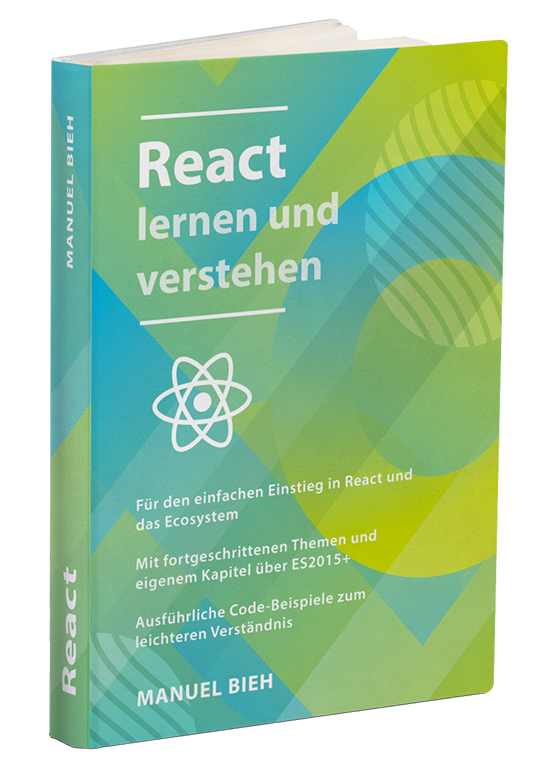 MANUEL BIEH
React
React
lernen und
verstehen
Für den einfachen Einstieg in React und
das Ecosystem
Mit fortgeschrittenen Themen und
eigenem Kapitel über ES2015+
Ausführliche Code-Beispiele zum
leichteren Verständnis
MANUEL BIEH